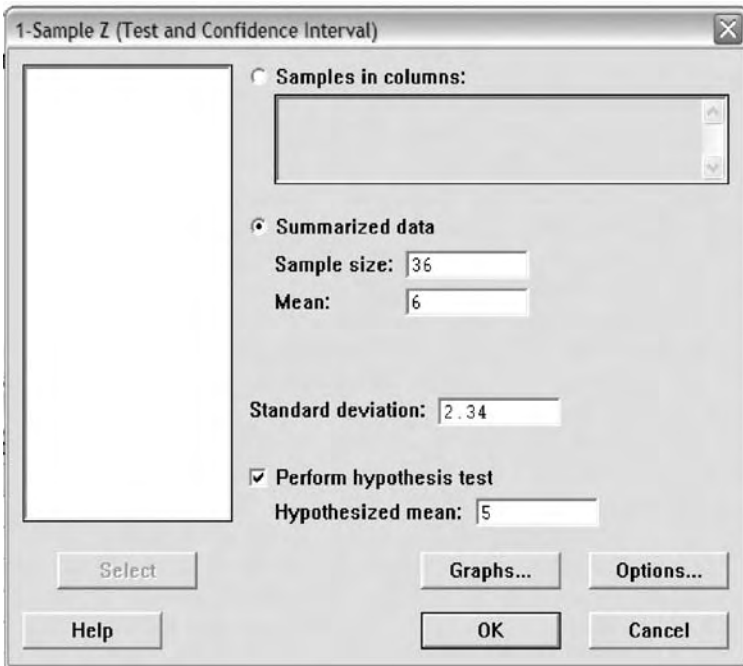 1-Sample Z (Test and Confidence Interval)
Samples in columns:
Summarized data
Sample size: 36
Mean: 6
Standard deviation: 2.34
Perform hypothesis test
Hypothesized mean: 5
Select
Graphs...
Options...
Help
OK
Cancel